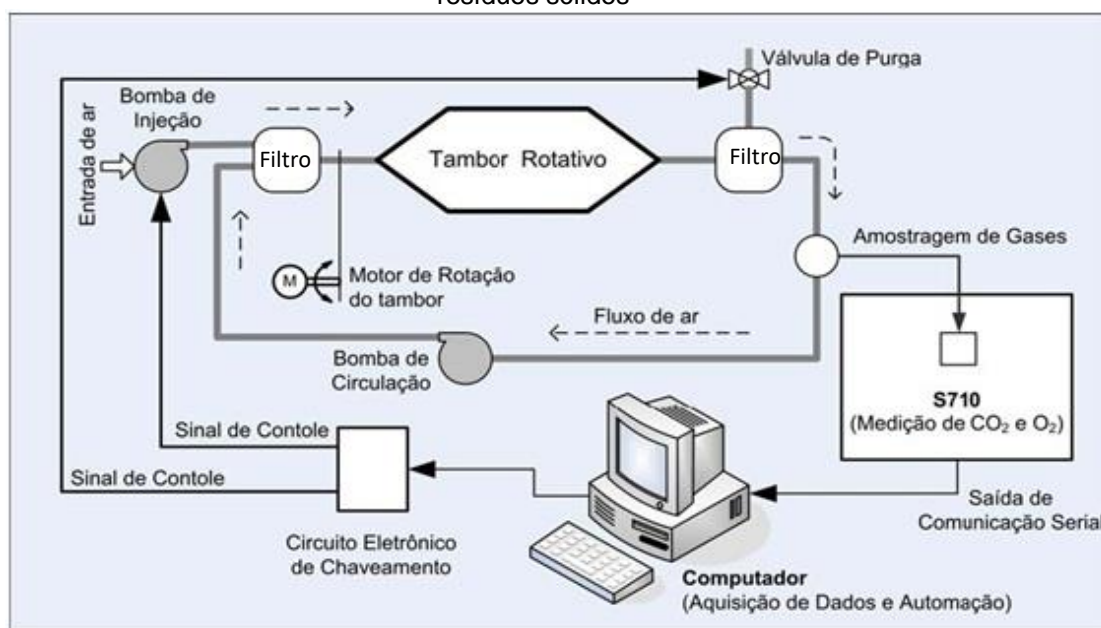 resíduos sólidos
Válvula de Purga
Bomba de
Injeção
Entrada de ar
Filtro
Tambor Rotativo
Filtro
Amostragem de Gases
M
Motor de Rotação
do tambor
Fluxo de ar
Bomba de
Circulação
S710
(Medição de CO₂ e O₂)
Sinal de Contole
Sinal de Contole
Saída de
Comunicação Serial
Circuito Eletrônico
de Chaveamento
Computador
(Aquisição de Dados e Automação)